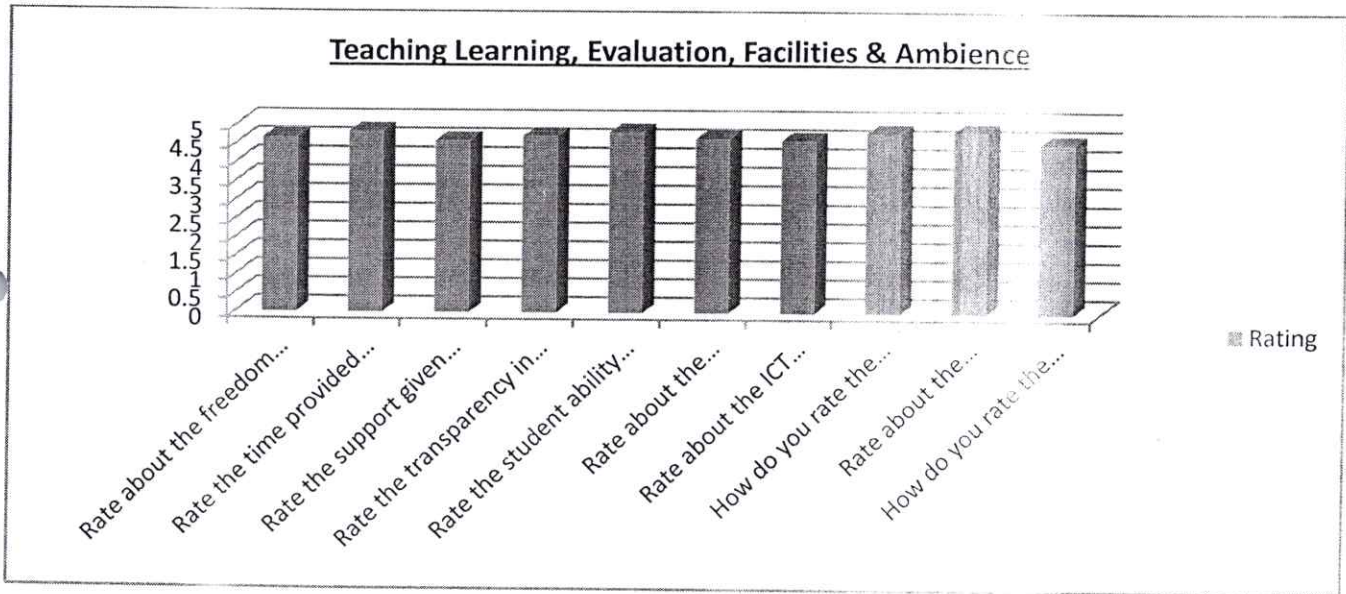 Teaching Learning, Evaluation, Facilities & Ambience
5
4.5
4
3.5
3
2.5
2
1.5
1
0.5
0
Rate about the freedom...
Rate the time provided...
Rate the support given...
Rate the transparency in...
Rate the student ability...
Rate about the...
Rate about the ICT...
How do you rate the...
Rate about the...
How do you rate the...
Rating